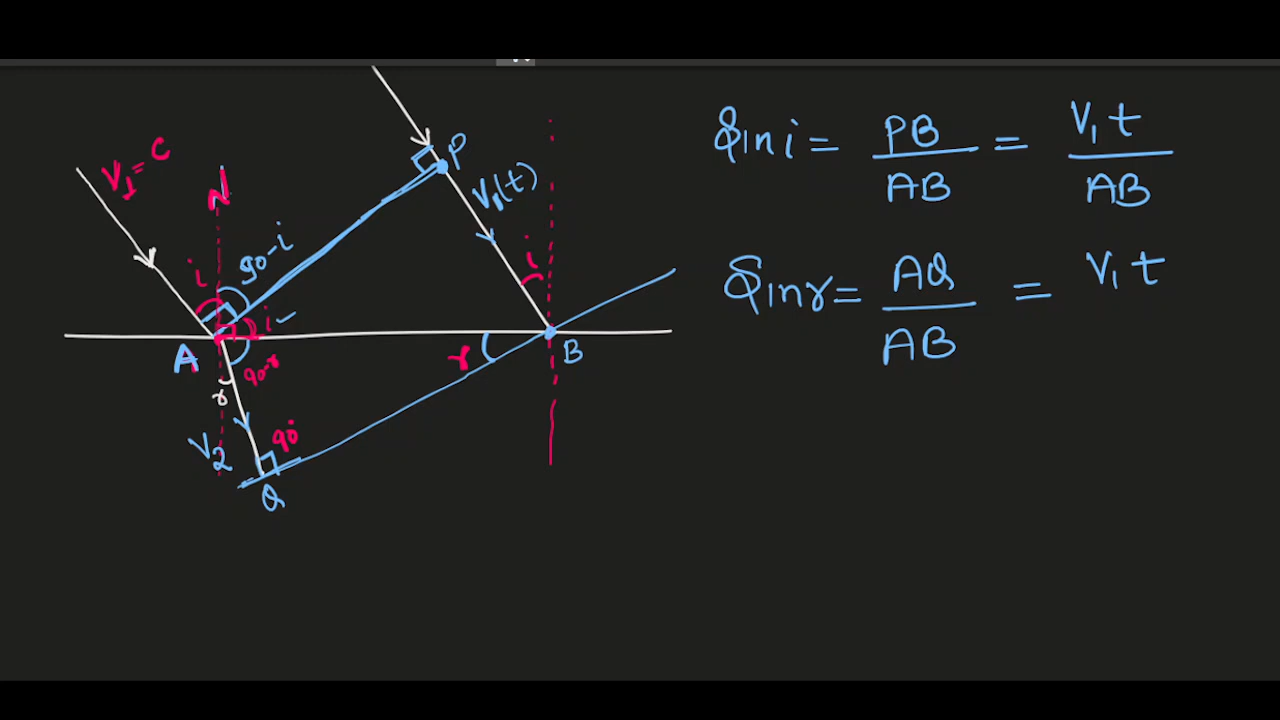 Sin i = PB / AB = V₁ t / AB
Sin r = AQ / AB = V₁ t
V₁ = C
N
i
90-i
P
V₁(t)
i
i
A
90-r
r
r
B
V₂
90°
Q